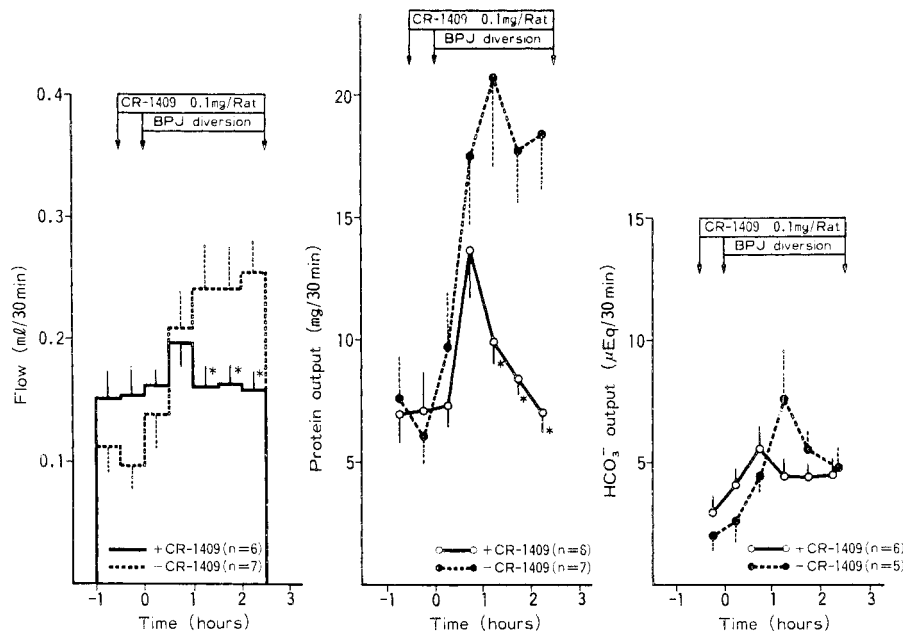 CR-1409 0.1mg/Rat
BPJ diversion
0.4
0.3
0.2
0.1
Flow (mℓ/30min)
+CR-1409(n=6)
-CR-1409(n=7)
* * *
-1 0 1 2 3
Time (hours)
CR-1409 0.1mg/Rat
BPJ diversion
20
15
10
5
Protein output (mg/30min)
* * *
+CR-1409(n=6)
-CR-1409(n=7)
-1 0 1 2 3
Time (hours)
CR-1409 0.1mg/Rat
BPJ diversion
15
10
5
HCO₃⁻ output (μEq/30min)
+CR-1409(n=6)
-CR-1409(n=5)
-1 0 1 2 3
Time (hours)